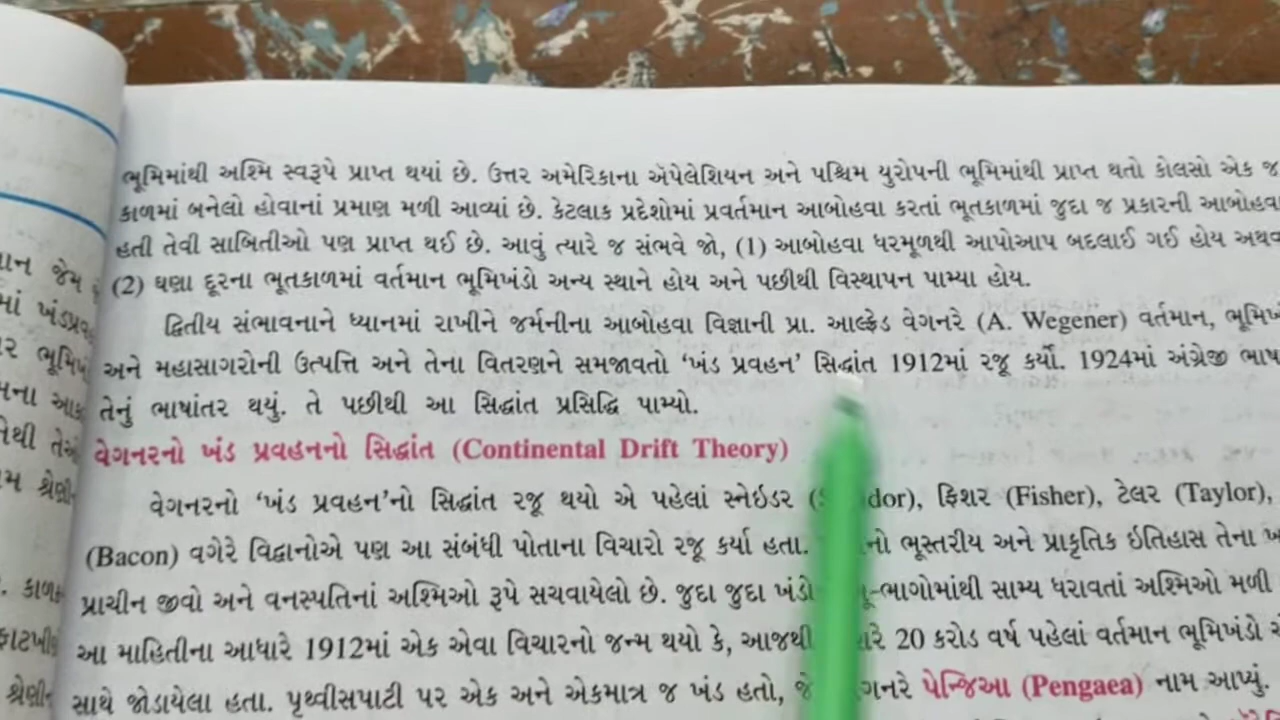 ભૂમિમાંથી અશ્મિ સ્વરૂપે પ્રાપ્ત થયાં છે. ઉત્તર અમેરિકાના ઍપેલેશિયન અને પશ્ચિમ યુરોપની ભૂમિમાંથી પ્રાપ્ત થતો કોલસો એક જ
કાળમાં બનેલો હોવાનાં પ્રમાણ મળી આવ્યાં છે. કેટલાક પ્રદેશોમાં પ્રવર્તમાન આબોહવા કરતાં ભૂતકાળમાં જુદા જ પ્રકારની આબોહવા
હતી તેવી સાબિતીઓ પણ પ્રાપ્ત થઈ છે. આવું ત્યારે જ સંભવે જો, (1) આબોહવા ધરમૂળથી આપોઆપ બદલાઈ ગઈ હોય
(2) ઘણા દૂરના ભૂતકાળમાં વર્તમાન ભૂમિખંડો અન્ય સ્થાને હોય અને પછીથી વિસ્થાપન પામ્યા હોય.
દ્વિતીય સંભાવનાને ધ્યાનમાં રાખીને જર્મનીના આબોહવા વિજ્ઞાની પ્રા. આલ્ફ્રેડ વેગનરે (A. Wegener) વર્તમાન,
અને મહાસાગરોની ઉત્પત્તિ અને તેના વિતરણને સમજાવતો ‘ખંડ પ્રવહન’ સિદ્ધાંત 1912માં રજૂ કર્યો. 1924માં અંગ્રેજી
તેનું ભાષાંતર થયું. તે પછીથી આ સિદ્ધાંત પ્રસિદ્ધિ પામ્યો.
વેગનરનો ખંડ પ્રવહનનો સિદ્ધાંત (Continental Drift Theory)
વેગનરનો ‘ખંડ પ્રવહન’નો સિદ્ધાંત રજૂ થયો એ પહેલાં સ્નેઇડર ફિશર (Fisher), ટેલર (Taylor),
(Bacon) વગેરે વિદ્વાનોએ પણ આ સંબંધી પોતાના વિચારો રજૂ કર્યા હતા. ભૂસ્તરીય અને પ્રાકૃતિક ઇતિહાસ તેના
પ્રાચીન જીવો અને વનસ્પતિનાં અશ્મિઓ રૂપે સચવાયેલો છે. જુદા જુદા ખંડો ભૂ-ભાગોમાંથી સામ્ય ધરાવતાં અશ્મિઓ મળી
આ માહિતીના આધારે 1912માં એક એવા વિચારનો જન્મ થયો કે, આજથી 20 કરોડ વર્ષ પહેલાં વર્તમાન ભૂમિખંડો
સાથે જોડાયેલા હતા. પૃથ્વીસપાટી પર એક અને એકમાત્ર જ ખંડ હતો, પેન્જિઆ (Pengaea) નામ આપ્યું.